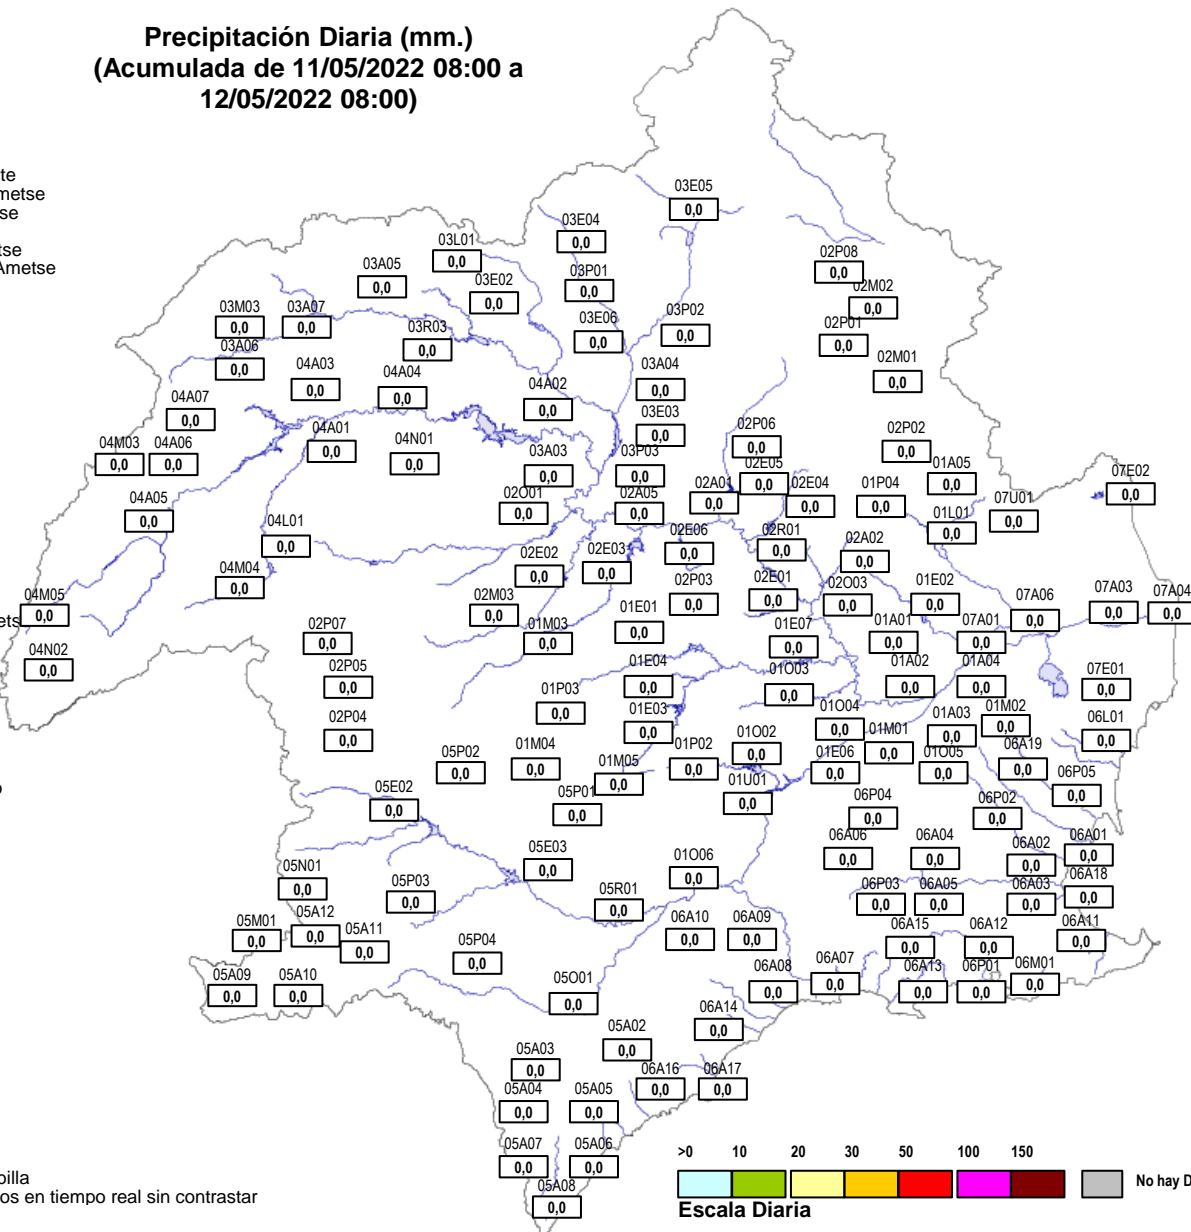 Precipitación Diaria (mm.)
(Acumulada de 11/05/2022 08:00 a
12/05/2022 08:00)
te
metse
se
tse
Ametse
ets
o
pilla
os en tiempo real sin contrastar
03E05
0,0
03E04
0,0
03L01
0,0
03A05
0,0
03E02
0,0
03P01
0,0
02P08
0,0
02M02
0,0
03M03
0,0
03A07
0,0
03R03
0,0
03E06
0,0
03P02
0,0
02P01
0,0
03A06
0,0
04A03
0,0
04A04
0,0
04A02
0,0
03A04
0,0
02M01
0,0
04A07
0,0
03E03
0,0
04M03
0,0
04A06
0,0
04A01
0,0
04N01
0,0
03A03
0,0
03P03
0,0
02P06
0,0
02P02
0,0
02E05
0,0
01A05
0,0
07E02
0,0
04A05
0,0
02O01
0,0
02A05
0,0
02A01
0,0
02E04
0,0
01P04
0,0
07U01
0,0
04L01
0,0
01L01
0,0
02E06
0,0
02R01
0,0
02A02
0,0
04M04
0,0
02E02
0,0
02E03
0,0
02P03
0,0
02E01
0,0
02O03
0,0
01E02
0,0
04M05
0,0
02M03
0,0
07A06
0,0
07A03
0,0
07A04
0,0
02P07
0,0
01M03
0,0
01E01
0,0
01E07
0,0
01A01
0,0
07A01
0,0
04N02
0,0
02P05
0,0
01E04
0,0
01O03
0,0
01A02
0,0
01A04
0,0
07E01
0,0
02P04
0,0
01P03
0,0
01E03
0,0
01O04
0,0
01A03
0,0
01M02
0,0
06L01
0,0
05P02
0,0
01M04
0,0
01M05
0,0
01P02
0,0
01O02
0,0
01E06
0,0
01M01
0,0
01O05
0,0
06A19
0,0
06P05
0,0
05E02
0,0
05P01
0,0
01U01
0,0
06P04
0,0
06P02
0,0
05E03
0,0
06A06
0,0
06A04
0,0
06A02
0,0
06A01
0,0
05N01
0,0
05P03
0,0
05R01
0,0
01O06
0,0
06P03
0,0
06A05
0,0
06A03
0,0
06A18
0,0
05M01
0,0
05A12
0,0
05A11
0,0
05P04
0,0
06A10
0,0
06A09
0,0
06A15
0,0
06A12
0,0
06A11
0,0
05A09
0,0
05A10
0,0
05O01
0,0
06A08
0,0
06A07
0,0
06A13
0,0
06P01
0,0
06M01
0,0
06A14
0,0
05A02
0,0
05A03
0,0
06A16
0,0
06A17
0,0
05A04
0,0
05A05
0,0
05A07
0,0
05A06
0,0
05A08
0,0
>0 10 20 30 50 100 150
No hay D
Escala Diaria